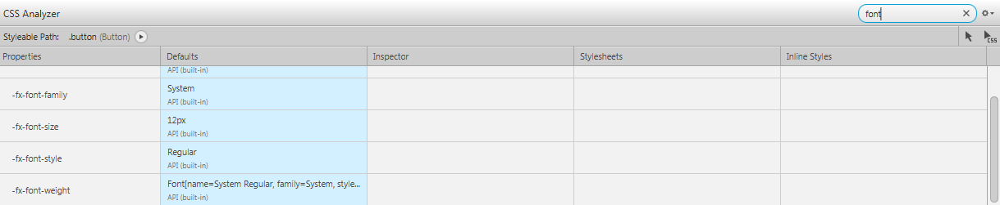 CSS Analyzer
font
Styleable Path: .button (Button)
CSS
Properties Defaults Inspector Stylesheets Inline Styles
API (built-in)
-fx-font-family System
API (built-in)
-fx-font-size 12px
API (built-in)
-fx-font-style Regular
API (built-in)
-fx-font-weight Font[name=System Regular, family=System, style...
API (built-in)